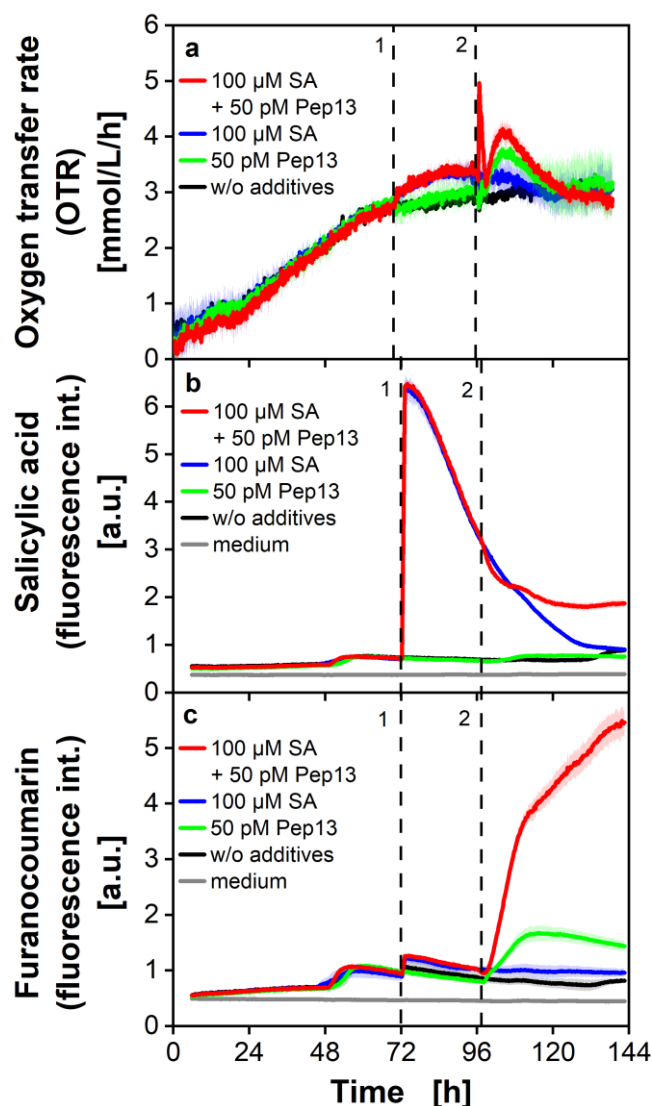 Oxygen transfer rate
(OTR)
[mmol/L/h]
a
1
2
100 µM SA
+ 50 pM Pep13
100 µM SA
50 pM Pep13
w/o additives
6
5
4
3
2
1
0
Salicylic acid
(fluorescence int.)
[a.u.]
b
1
2
100 µM SA
+ 50 pM Pep13
100 µM SA
50 pM Pep13
w/o additives
medium
6
5
4
3
2
1
0
Furanocoumarin
(fluorescence int.)
[a.u.]
c
1
2
100 µM SA
+ 50 pM Pep13
100 µM SA
50 pM Pep13
w/o additives
medium
5
4
3
2
1
0
0 24 48 72 96 120 144
Time [h]